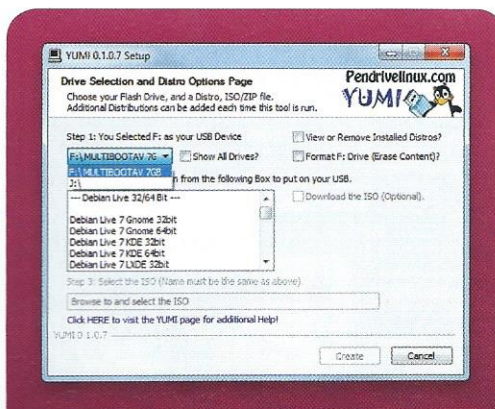 YUMI 0.1.0.7 Setup
Drive Selection and Distro Options Page
Choose your Flash Drive, and a Distro, ISO/ZIP file.
Additional Distributions can be added each time this tool is run.
Pendrivelinux.com
YUMI
Step 1: You Selected F: as your USB Device
View or Remove Installed Distros?
F:\MULTIBOOTAV 7G
Show All Drives?
Format F: Drive (Erase Content)?
F:\MULTIBOOTAV 7GB
J:\
from the following Box to put on your USB.
--- Debian Live 32/64 Bit ---
Download the ISO (Optional).
Debian Live 7 Gnome 32bit
Debian Live 7 Gnome 64bit
Debian Live 7 KDE 32bit
Debian Live 7 KDE 64bit
Debian Live 7 LXDE 32bit
Step 3: Select the ISO (Name must be the same as above).
Browse to and select the ISO
Click HERE to visit the YUMI page for additional Help!
YUMI 0.1.0.7
Create
Cancel